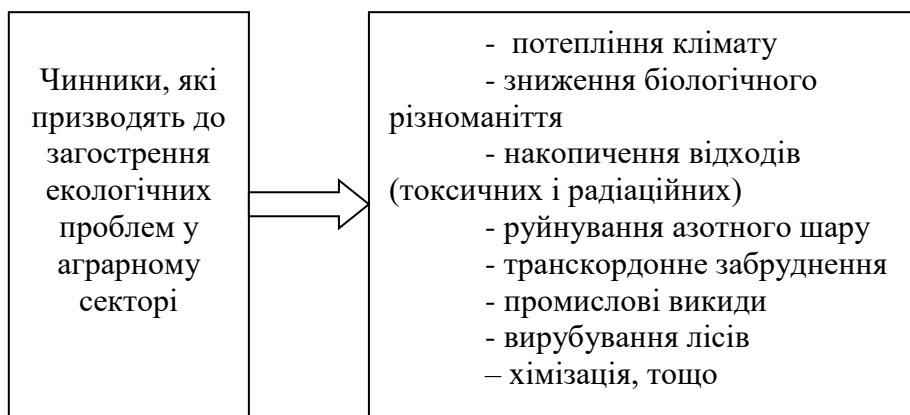 Чинники, які
призводять до
загострення
екологічних
проблем у
аграрному
секторі
- потепління клімату
- зниження біологічного
різноманіття
- накопичення відходів
(токсичних і радіаційних)
- руйнування азотного шару
- транскордонне забруднення
- промислові викиди
- вирубування лісів
– хімізація, тощо